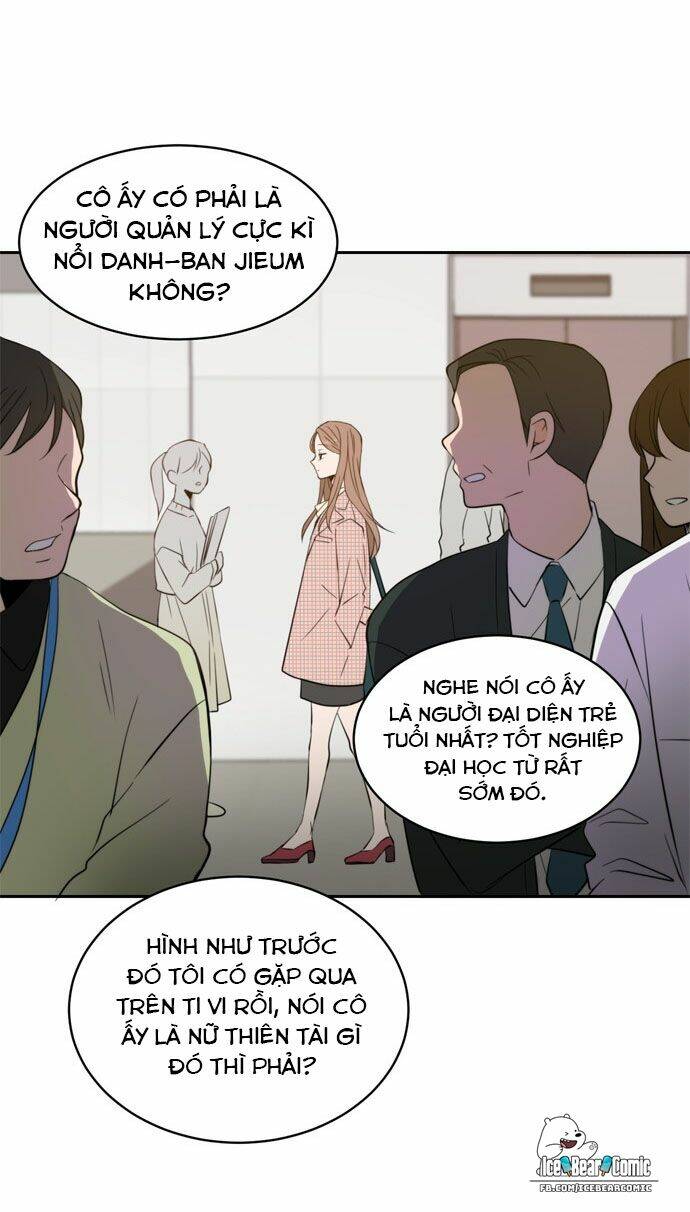 CÔ ẤY CÓ PHẢI LÀ
NGƯỜI QUẢN LÝ CỰC KÌ
NỔI DANH-BAN JIEUM
KHÔNG?
NGHE NÓI CÔ ẤY
LÀ NGƯỜI ĐẠI DIỆN TRẺ
TUỔI NHẤT? TỐT NGHIỆP
ĐẠI HỌC TỪ RẤT
SỚM ĐÓ.
HÌNH NHƯ TRƯỚC
ĐÓ TÔI CÓ GẶP QUA
TRÊN TI VI RỒI, NÓI CÔ
ẤY LÀ NỮ THIÊN TÀI GÌ
ĐÓ THÌ PHẢI?
Ice Bear Comic
FB.COM/ICEBEARCOMIC